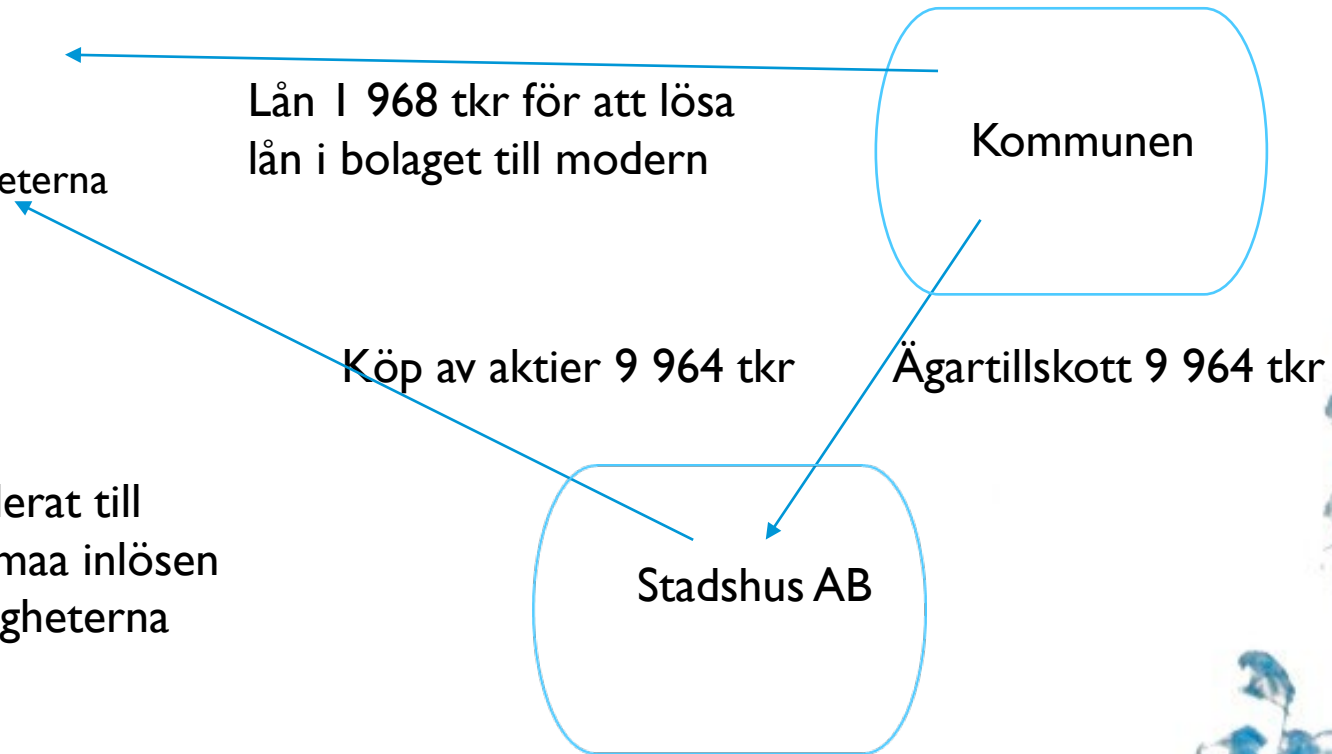 Lån 1 968 tkr för att lösa
lån i bolaget till modern
Kommunen
eterna
Köp av aktier 9 964 tkr
Ägartillskott 9 964 tkr
lerat till
maa inlösen
gheterna
Stadshus AB